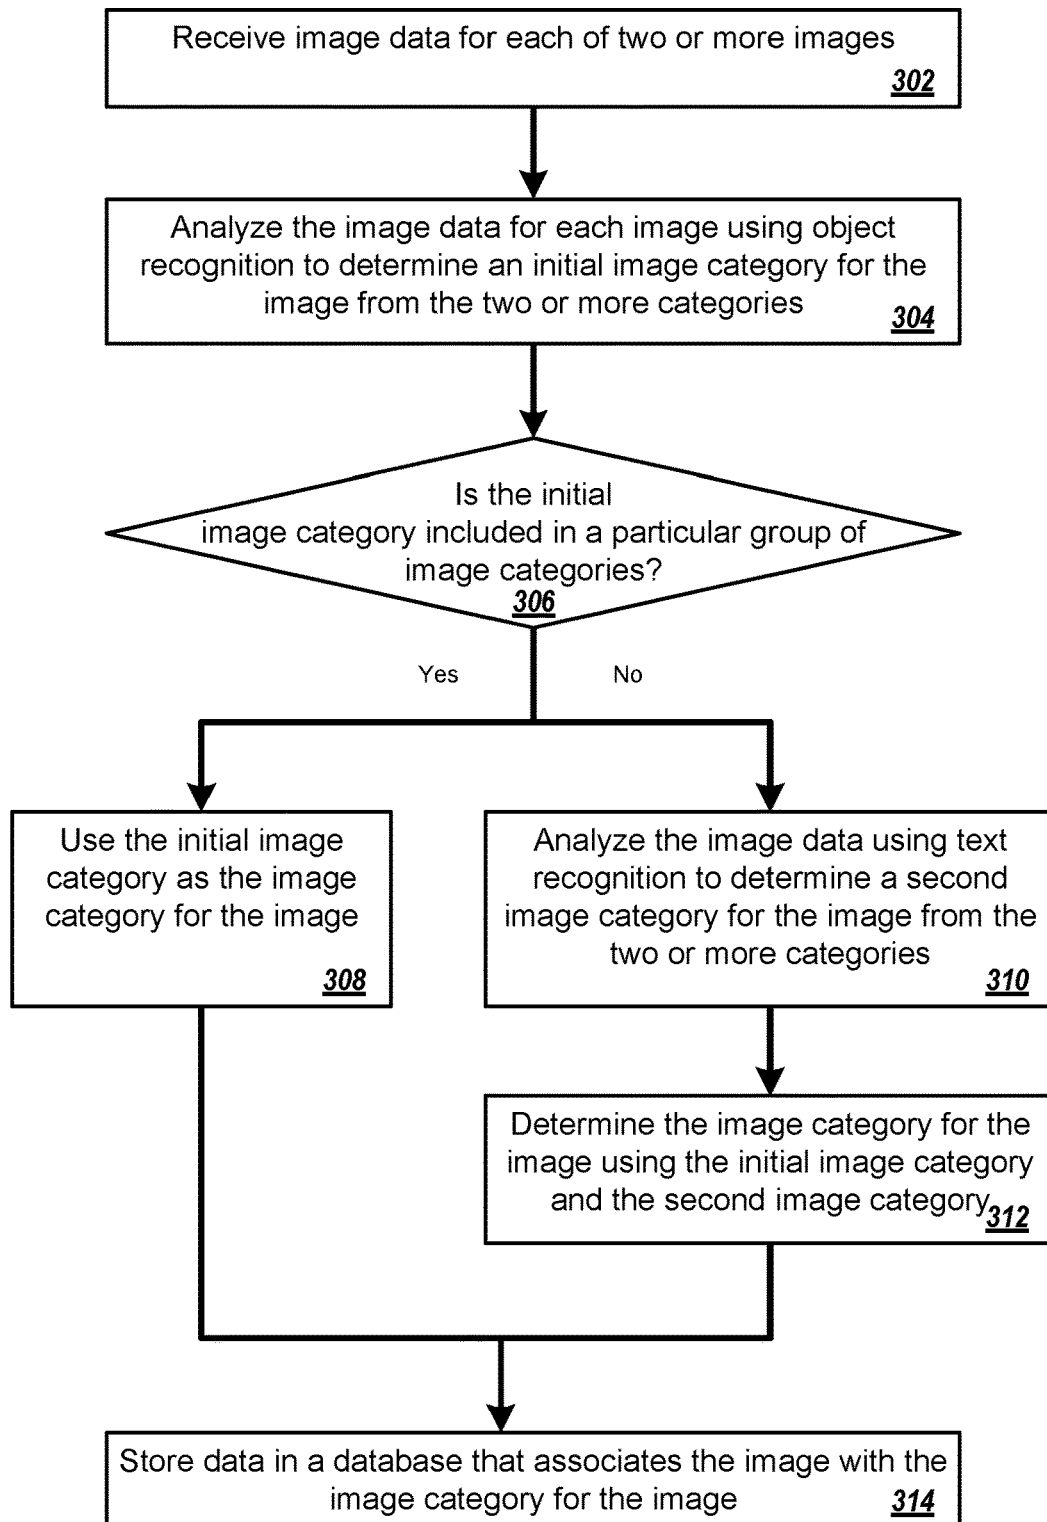 Receive image data for each of two or more images
302
Analyze the image data for each image using object
recognition to determine an initial image category for the
image from the two or more categories
304
Is the initial
image category included in a particular group of
image categories?
306
Yes
No
Use the initial image
category as the image
category for the image
308
Analyze the image data using text
recognition to determine a second
image category for the image from the
two or more categories
310
Determine the image category for the
image using the initial image category
and the second image category
312
Store data in a database that associates the image with the
image category for the image
314